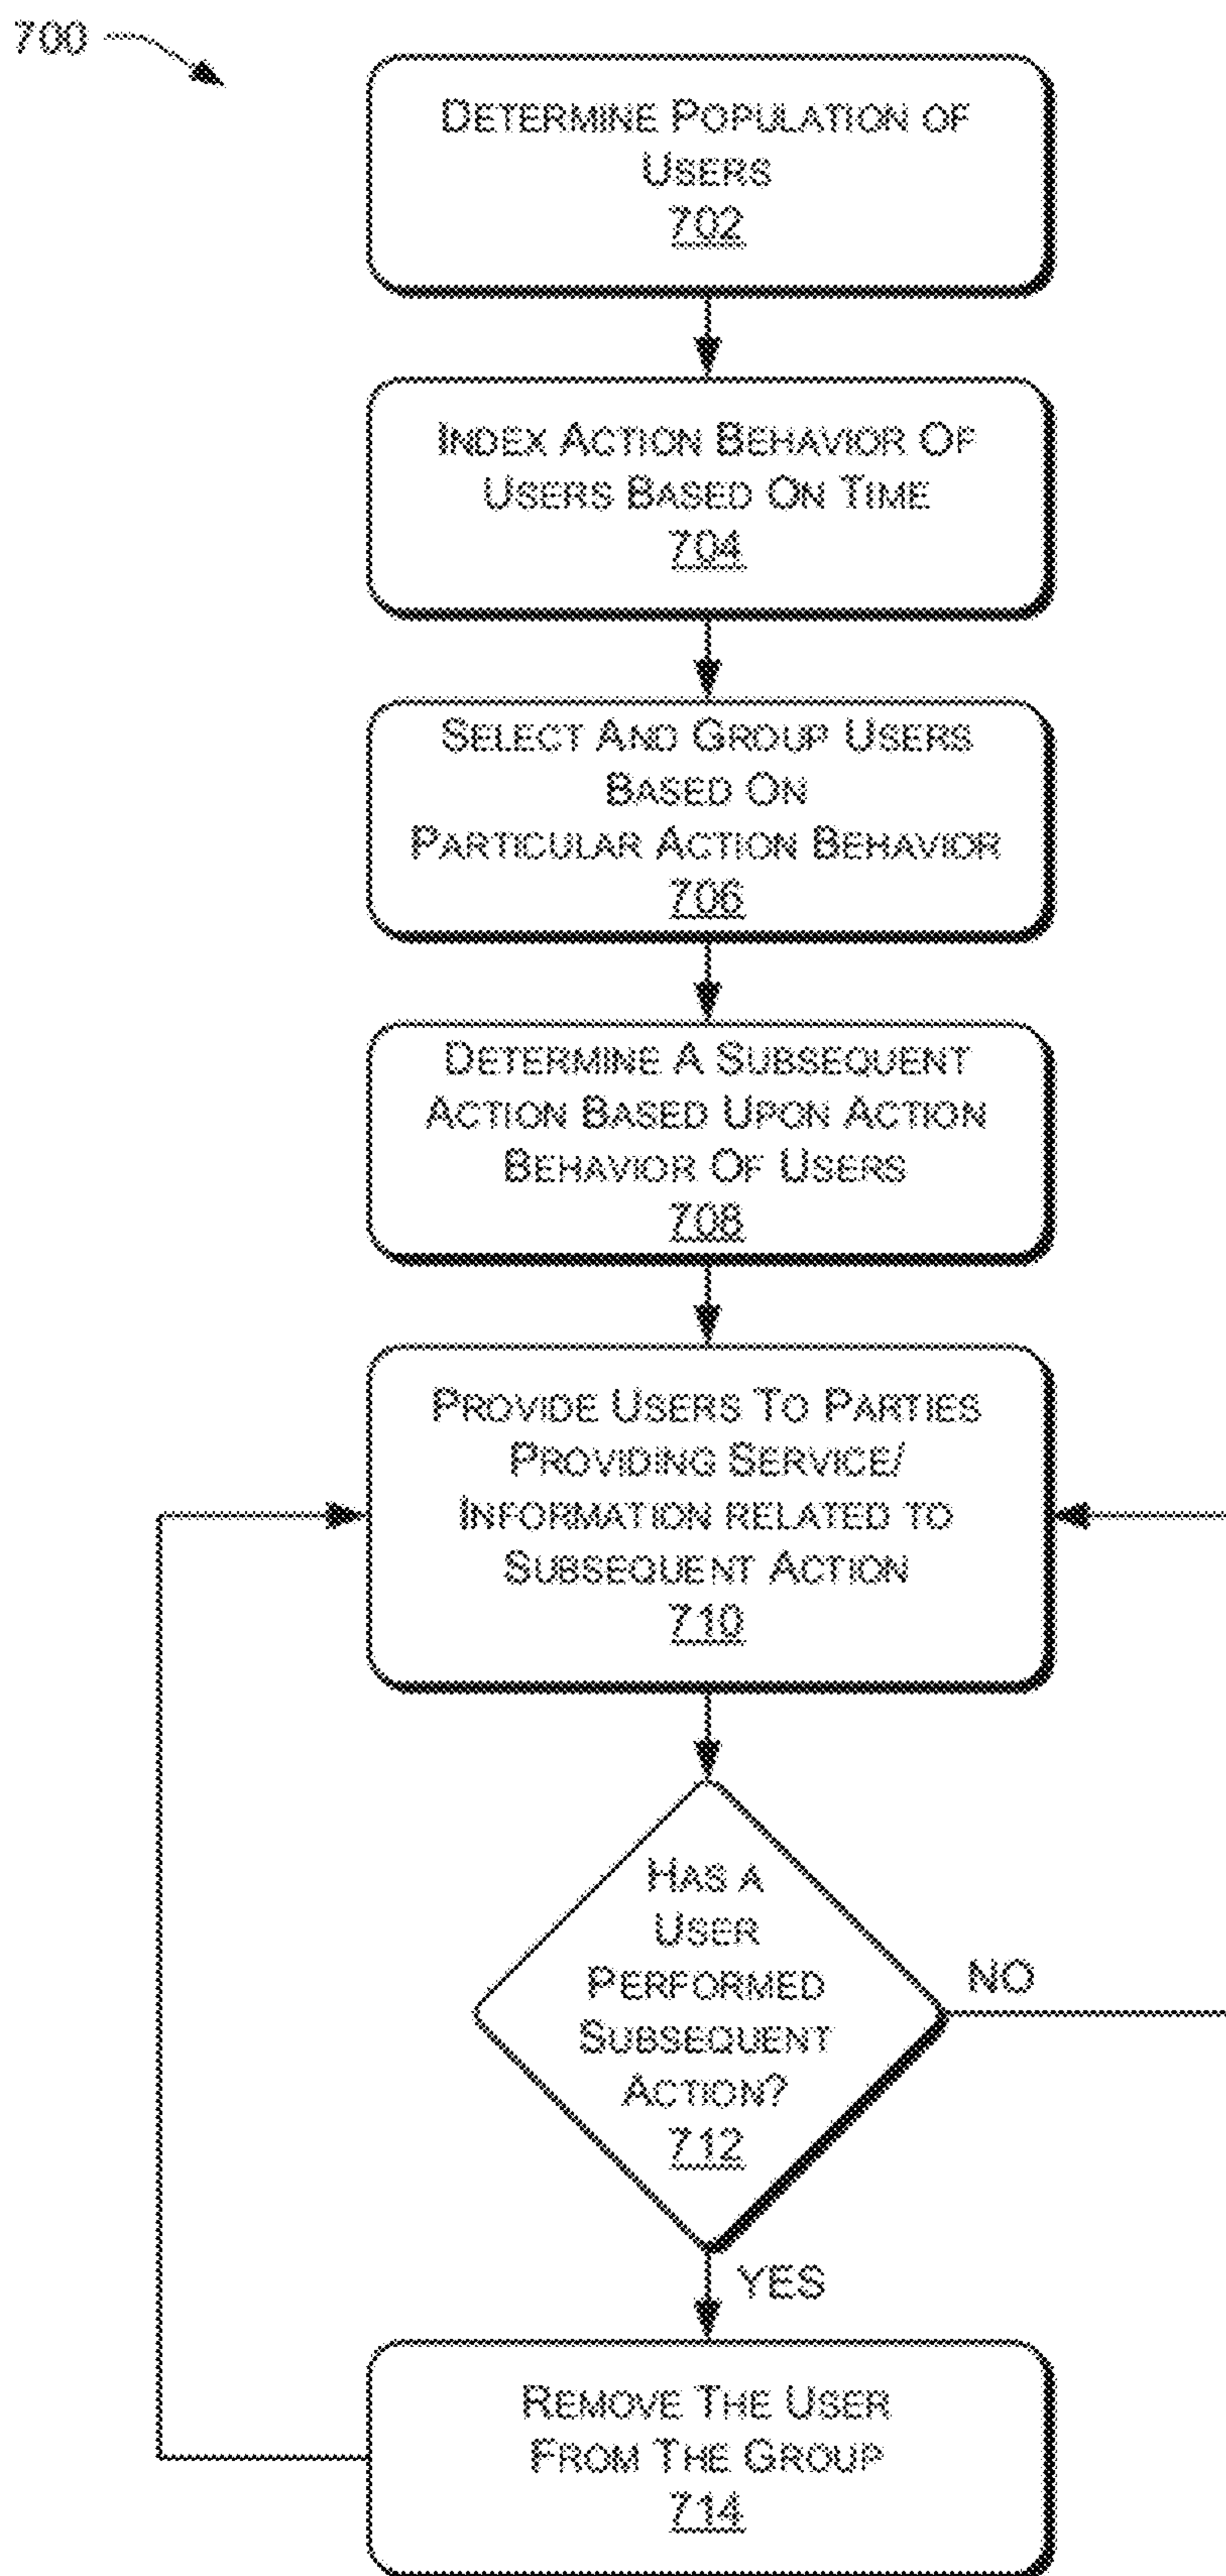 700
DETERMINE POPULATION OF
USERS
702
INDEX ACTION BEHAVIOR OF
USERS BASED ON TIME
704
SELECT AND GROUP USERS
BASED ON
PARTICULAR ACTION BEHAVIOR
706
DETERMINE A SUBSEQUENT
ACTION BASED UPON ACTION
BEHAVIOR OF USERS
708
PROVIDE USERS TO PARTIES
PROVIDING SERVICE/
INFORMATION RELATED TO
SUBSEQUENT ACTION
710
HAS A
USER
PERFORMED
SUBSEQUENT
ACTION?
712
NO
YES
REMOVE THE USER
FROM THE GROUP
714